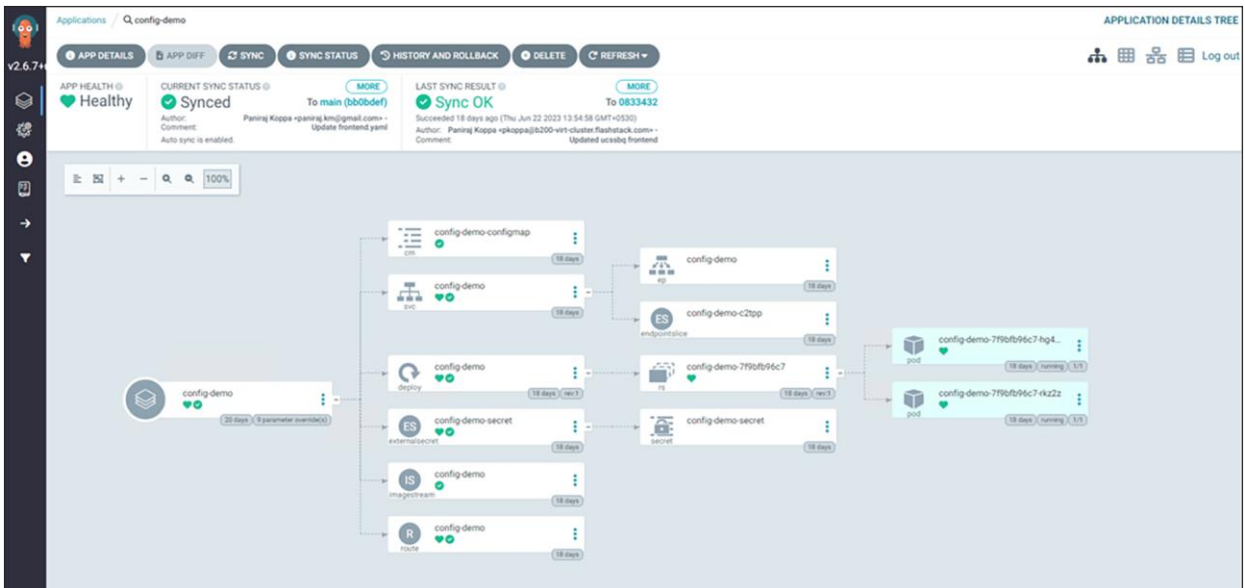 Applications / config-demo
APPLICATION DETAILS TREE
v2.6.7+
APP DETAILS APP DIFF SYNC SYNC STATUS HISTORY AND ROLLBACK DELETE REFRESH
Log out
APP HEALTH
Healthy
CURRENT SYNC STATUS MORE
Synced To main (bb0bdef)
Author: Paniraj Koppa <paniraj.km@gmail.com> -
Comment: Update frontend.yaml
Auto sync is enabled.
LAST SYNC RESULT MORE
Sync OK To 0833432
Succeeded 18 days ago (Thu Jun 22 2023 13:54:58 GMT+0530)
Author: Paniraj Koppa <pkoppa@b200-virt-cluster.flashstack.com> -
Comment: Updated ucssbq frontend
100%
config-demo
20 days 9 parameter override(s)
config-demo-configmap
cm
18 days
config-demo
svc
18 days
config-demo
deploy
18 days rev:1
config-demo-secret
ES
externalsecret
18 days
config-demo
IS
imagestream
18 days
config-demo
R
route
18 days
config-demo
ep
18 days
config-demo-c2tpp
ES
endpointslice
18 days
config-demo-7f9bfb96c7
rs
18 days rev:1
config-demo-secret
secret
18 days
config-demo-7f9bfb96c7-hg4...
pod
18 days running 1/1
config-demo-7f9bfb96c7-rkz2z
pod
18 days running 1/1